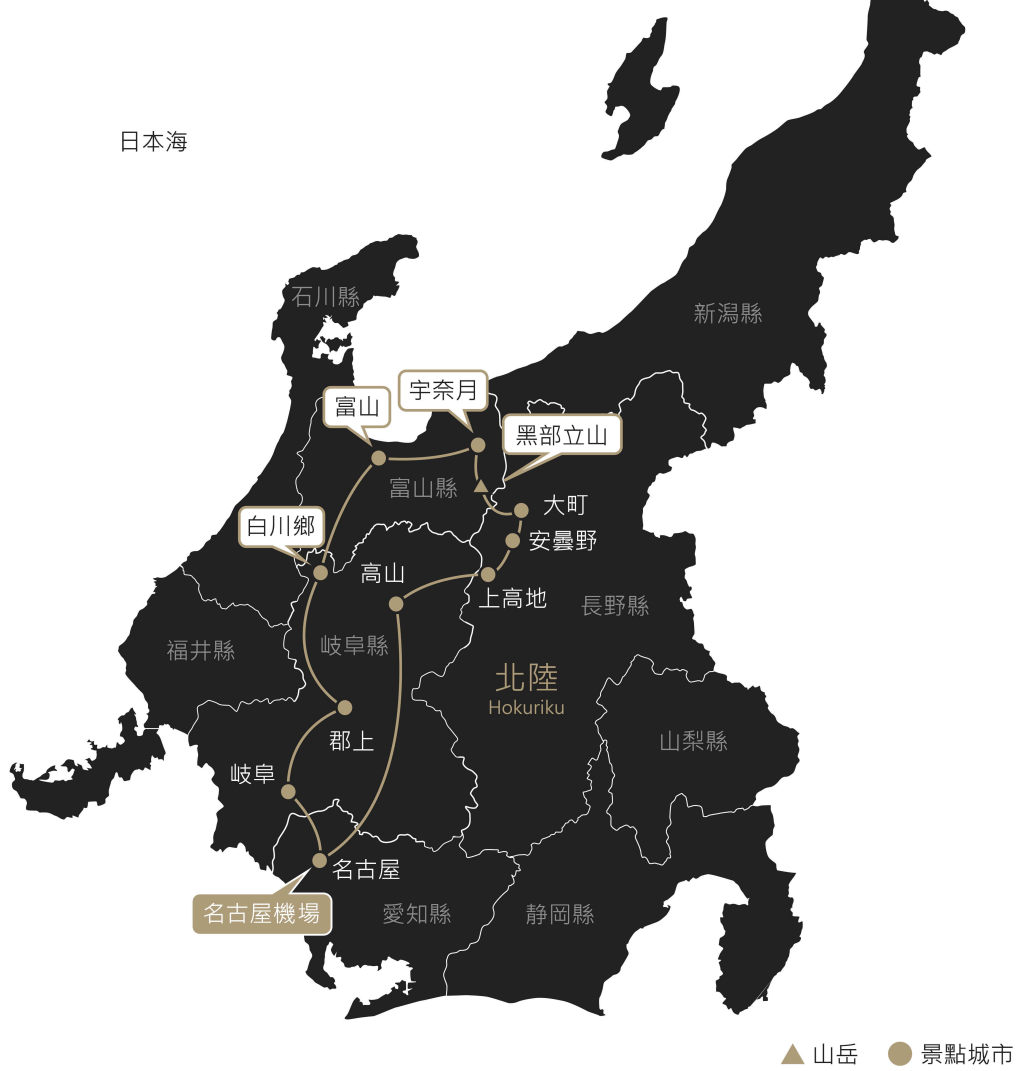 日本海
石川縣
新潟縣
宇奈月
富山
黑部立山
富山縣
大町
白川鄉
安曇野
高山
上高地
長野縣
岐阜縣
福井縣
北陸
Hokuriku
郡上
山梨縣
岐阜
名古屋
名古屋機場
愛知縣
静岡縣
山岳
景點城市